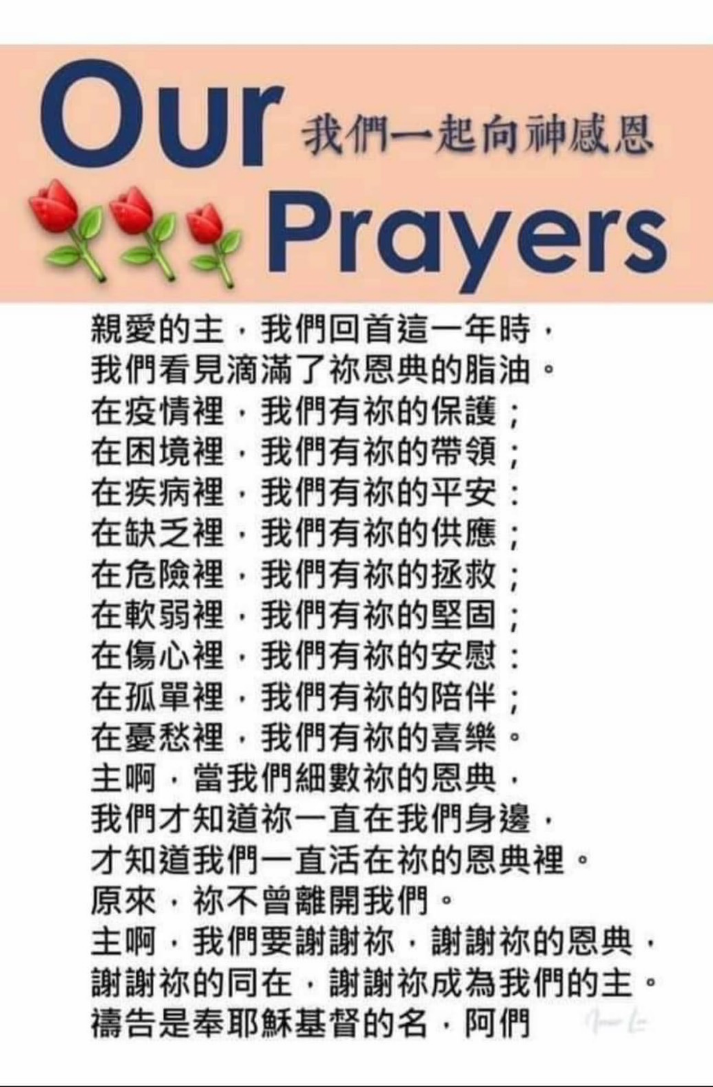 Our 我們一起向神感恩
Prayers
親愛的主，我們回首這一年時，
我們看見滴滿了祢恩典的脂油。
在疫情裡，我們有祢的保護；
在困境裡，我們有祢的帶領；
在疾病裡，我們有祢的平安：
在缺乏裡，我們有祢的供應；
在危險裡，我們有祢的拯救；
在軟弱裡，我們有祢的堅固；
在傷心裡，我們有祢的安慰：
在孤單裡，我們有祢的陪伴；
在憂愁裡，我們有祢的喜樂。
主啊，當我們細數祢的恩典，
我們才知道祢一直在我們身邊，
才知道我們一直活在祢的恩典裡。
原來，祢不曾離開我們。
主啊，我們要謝謝祢，謝謝祢的恩典，
謝謝祢的同在，謝謝祢成為我們的主。
禱告是奉耶穌基督的名，阿們